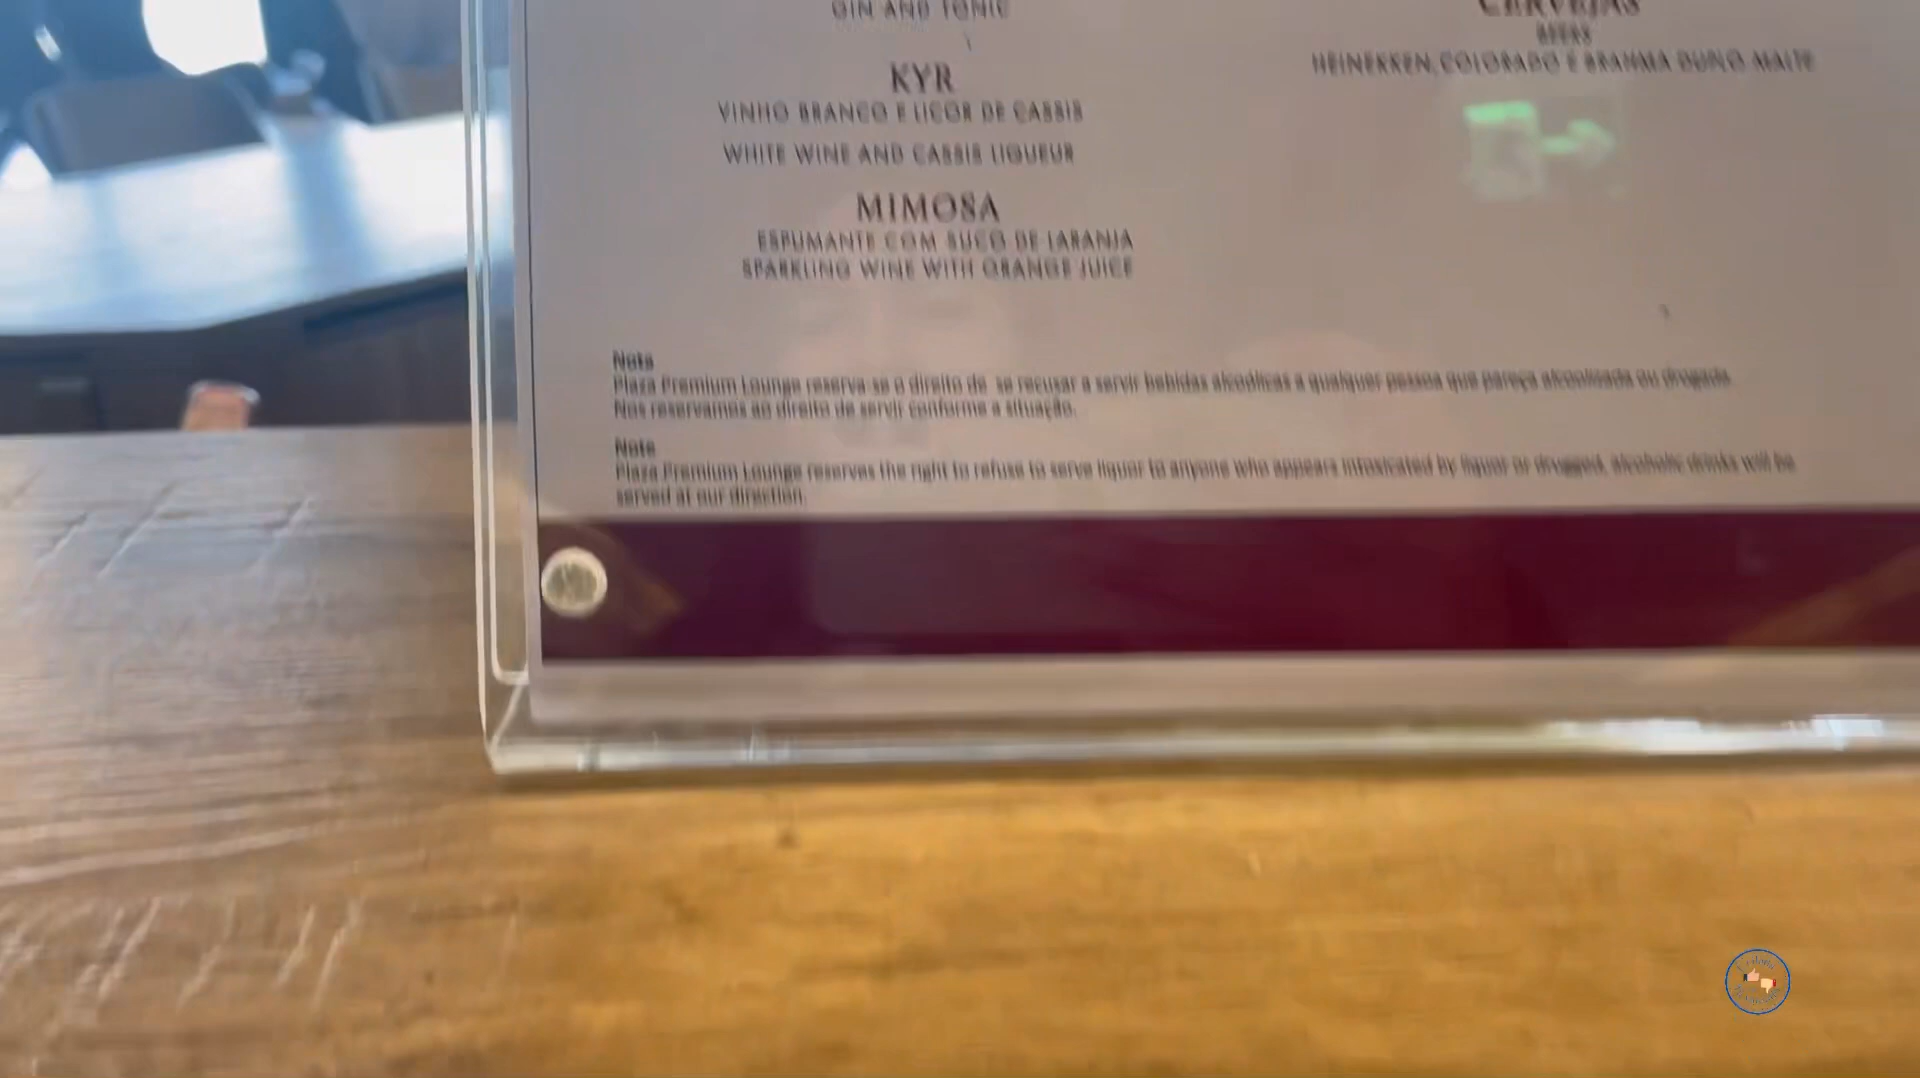 GIN AND TONIC
KYR
VINHO BRANCO E LICOR DE CASSIS
WHITE WINE AND CASSIS LIQUEUR
MIMOSA
ESPUMANTE COM SUCO DE LARANJA
SPARKLING WINE WITH ORANGE JUICE
CERVEJAS
BEERS
HEINEKKEN, COLORADO E BRAHMA DUPLO MALTE
Nota
Plaza Premium Lounge reserva-se o direito de se recusar a servir bebidas alcoólicas a qualquer pessoa que pareça alcoolizada ou drogada.
Nos reservamos ao direito de servir conforme a situação.
Note
Plaza Premium Lounge reserves the right to refuse to serve liquor to anyone who appears intoxicated by liquor or drugged, alcoholic drinks will be
served at our direction.